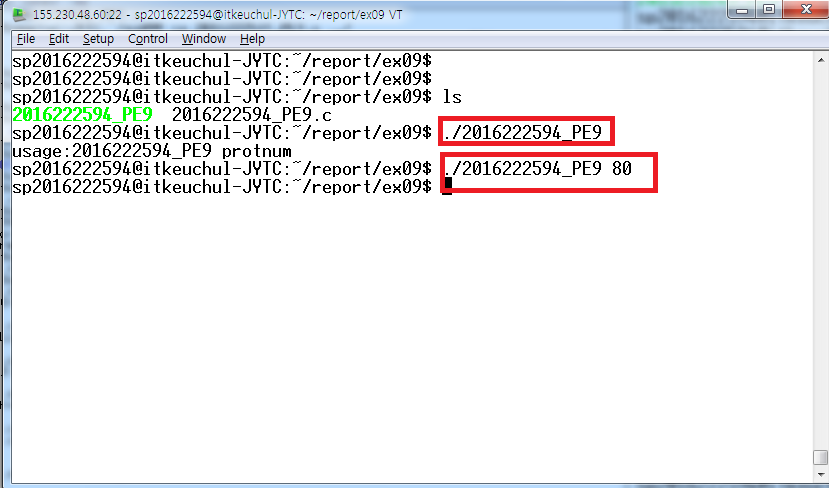 155.230.48.60:22 - sp2016222594@itkeuchul-JYTC: ~/report/ex09 VT
File Edit Setup Control Window Help
sp2016222594@itkeuchul-JYTC:~/report/ex09$
sp2016222594@itkeuchul-JYTC:~/report/ex09$
sp2016222594@itkeuchul-JYTC:~/report/ex09$ ls
2016222594_PE9 2016222594_PE9.c
sp2016222594@itkeuchul-JYTC:~/report/ex09$ ./2016222594_PE9
usage:2016222594_PE9 protnum
sp2016222594@itkeuchul-JYTC:~/report/ex09$ ./2016222594_PE9 80
sp2016222594@itkeuchul-JYTC:~/report/ex09$